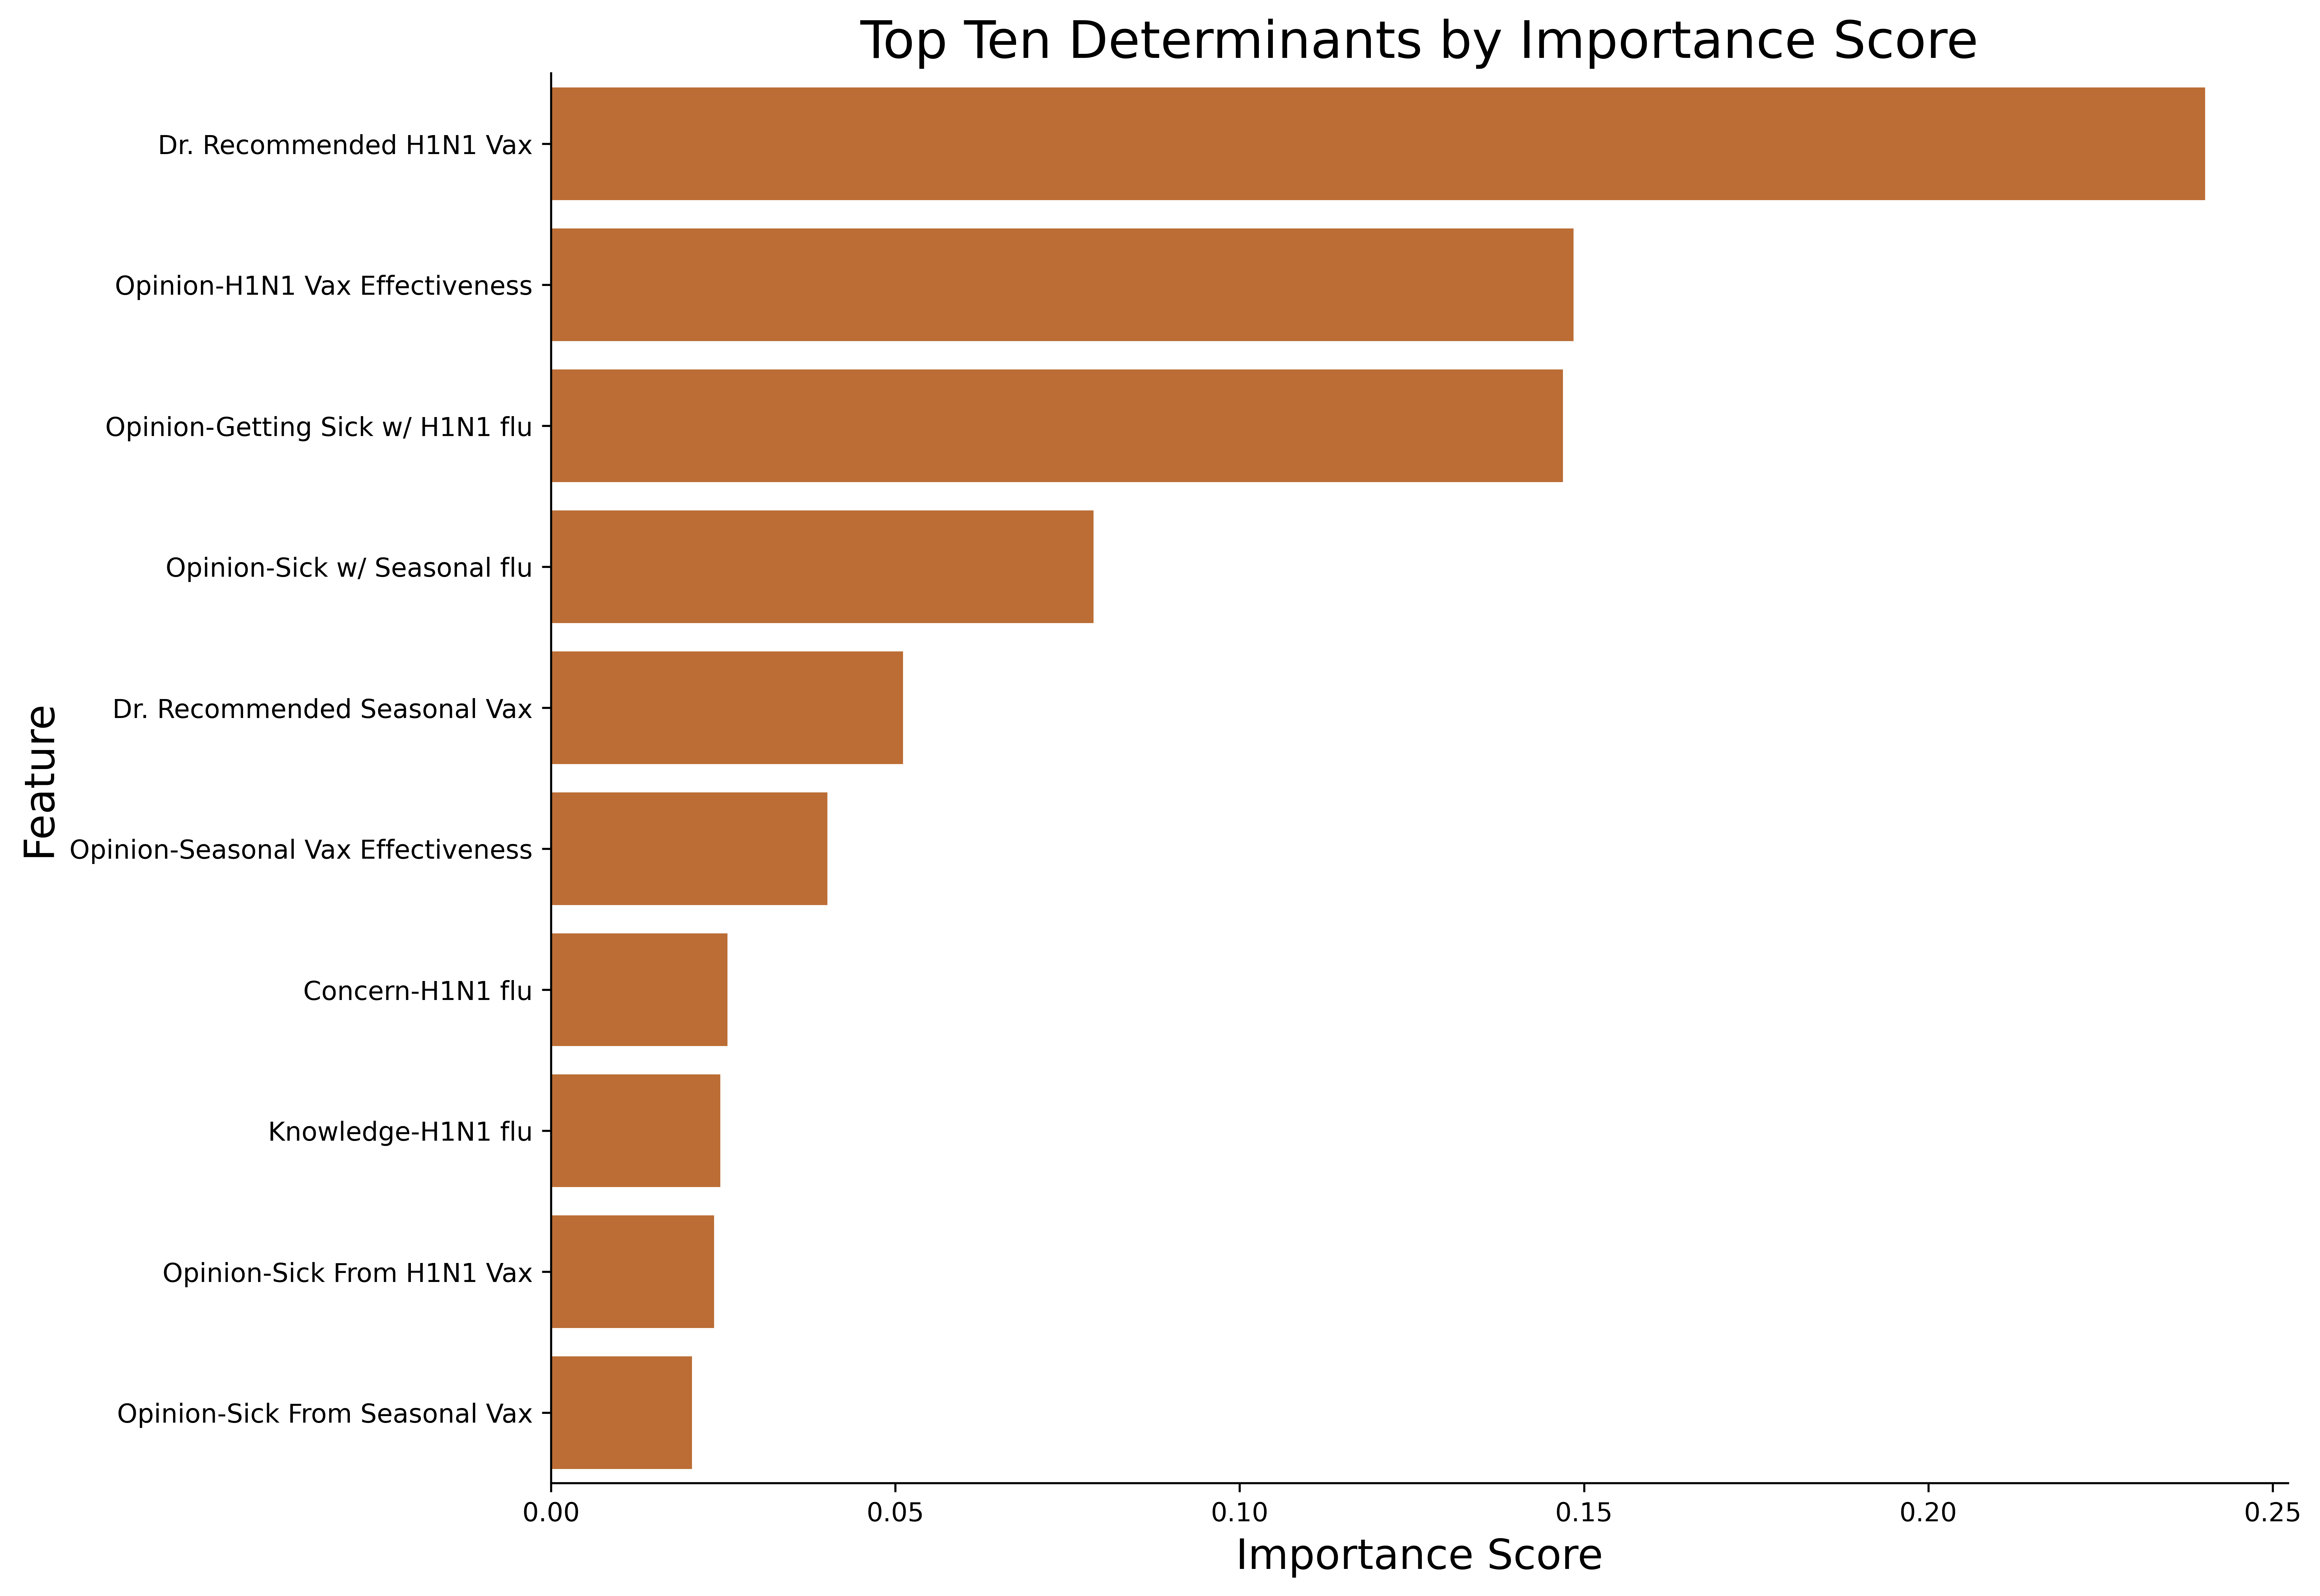 Top Ten Determinants by Importance Score
Dr. Recommended H1N1 Vax
Opinion-H1N1 Vax Effectiveness
Opinion-Getting Sick w/ H1N1 flu
Opinion-Sick w/ Seasonal flu
Dr. Recommended Seasonal Vax
Opinion-Seasonal Vax Effectiveness
Concern-H1N1 flu
Knowledge-H1N1 flu
Opinion-Sick From H1N1 Vax
Opinion-Sick From Seasonal Vax
Feature
0.00 0.05 0.10 0.15 0.20 0.25
Importance Score